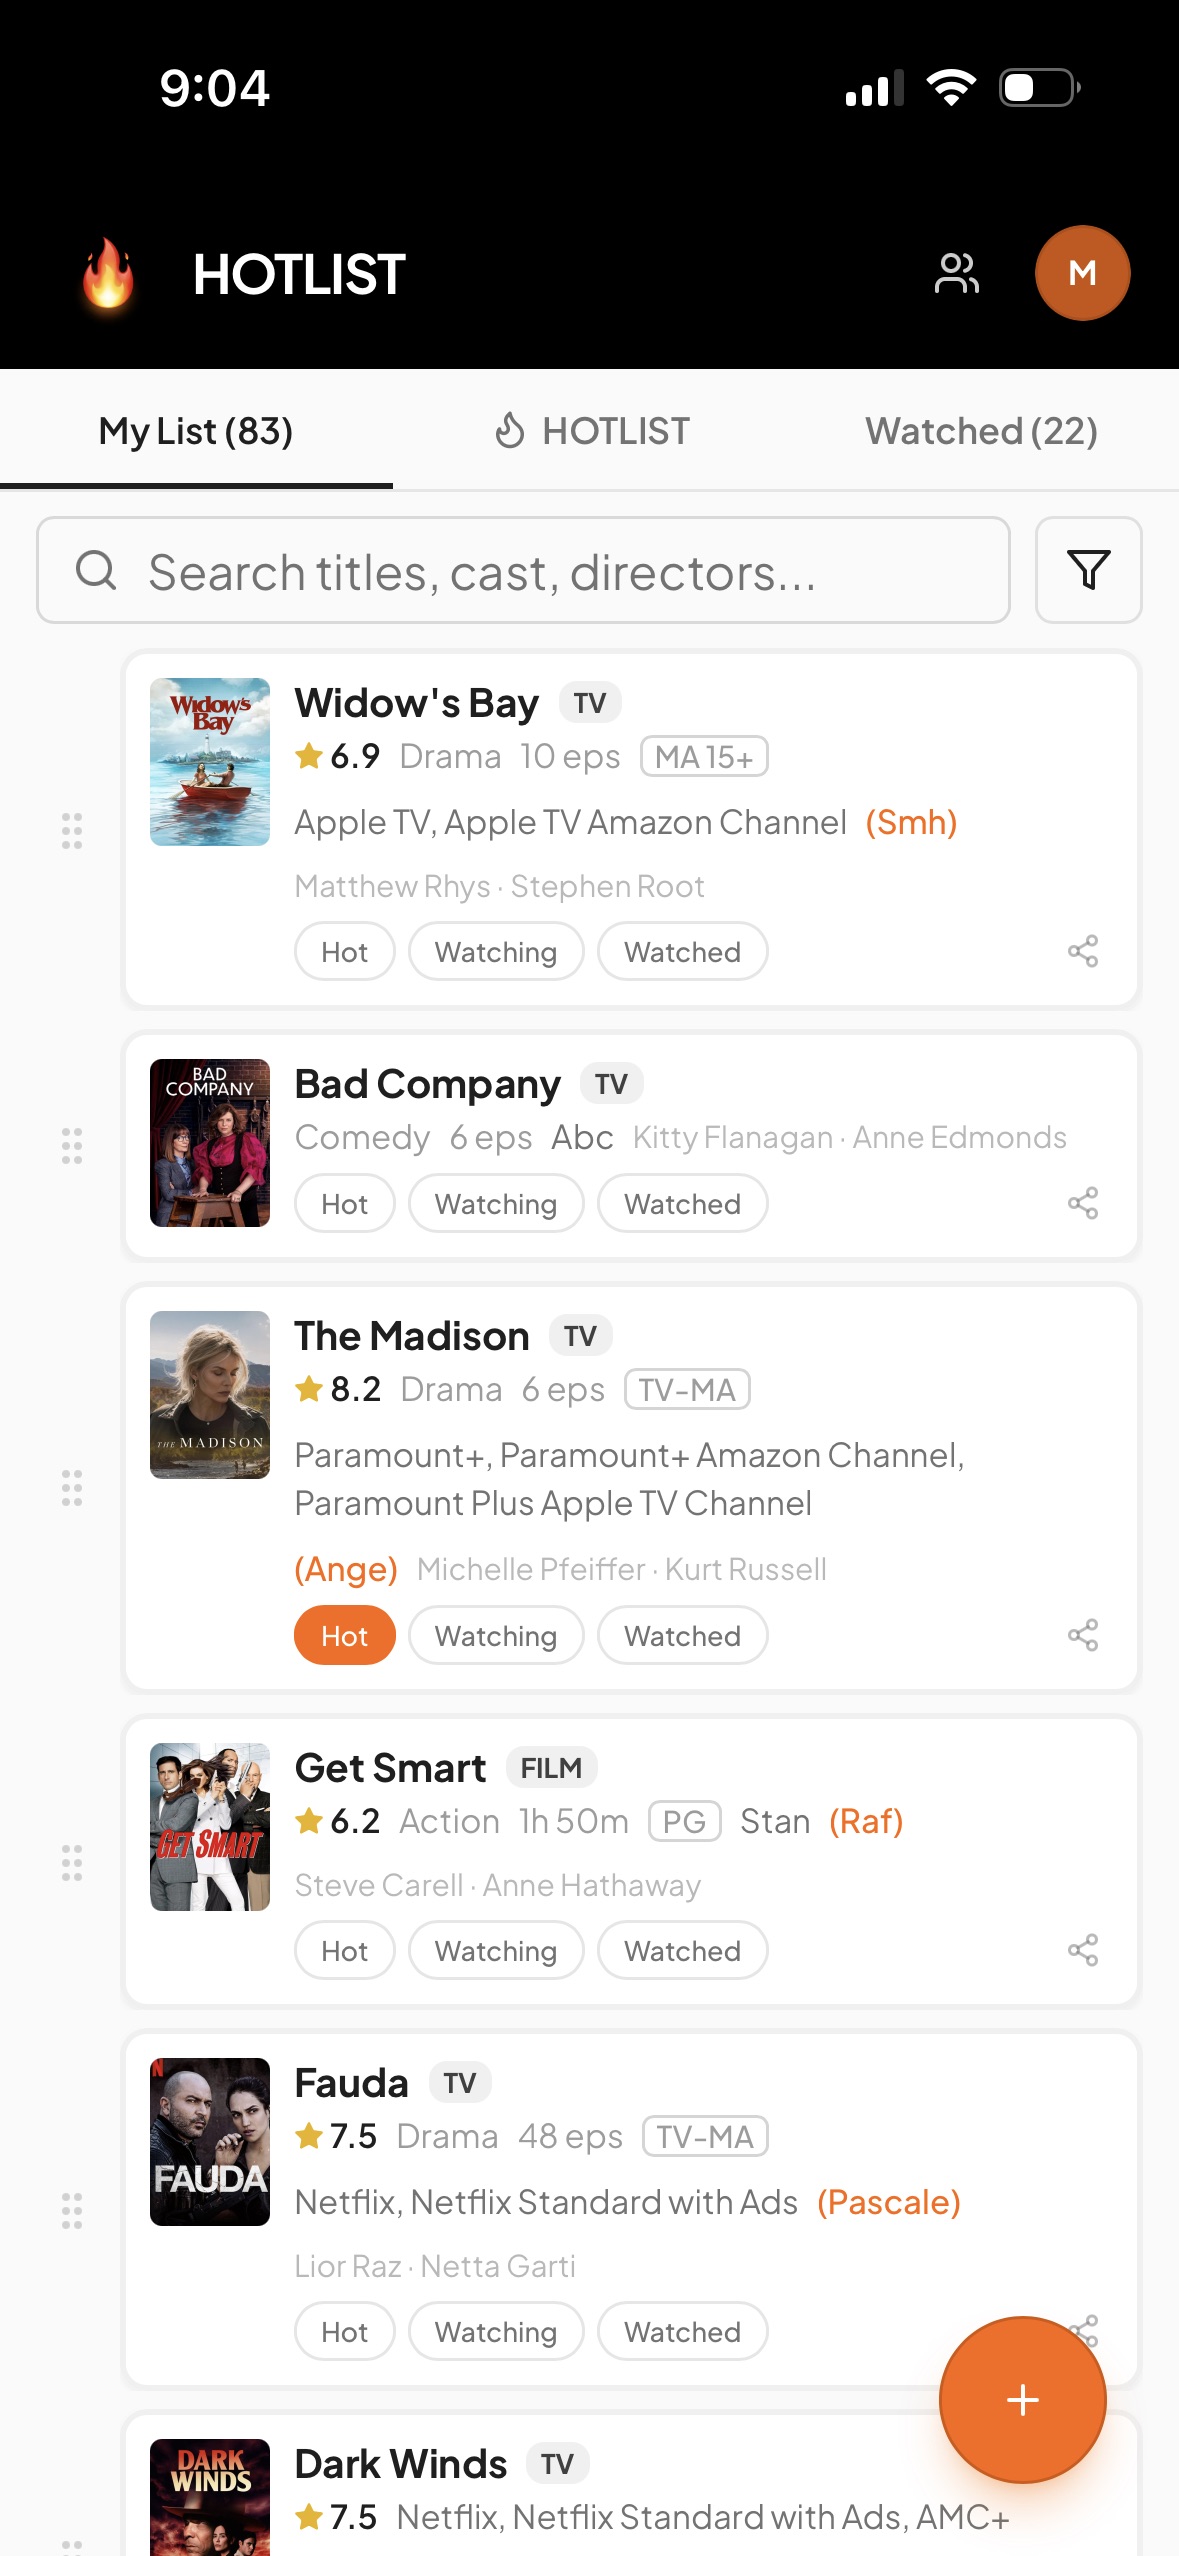 9:04
HOTLIST
M
My List (83)
HOTLIST
Watched (22)
Search titles, cast, directors...
Widow's Bay
Widow's Bay TV
6.9 Drama 10 eps MA 15+
Apple TV, Apple TV Amazon Channel (Smh)
Matthew Rhys · Stephen Root
Hot Watching Watched
BAD
COMPANY
Bad Company TV
Comedy 6 eps Abc Kitty Flanagan · Anne Edmonds
Hot Watching Watched
THE MADISON
The Madison TV
8.2 Drama 6 eps TV-MA
Paramount+, Paramount+ Amazon Channel,
Paramount Plus Apple TV Channel
(Ange) Michelle Pfeiffer · Kurt Russell
Hot Watching Watched
GET SMART
Get Smart FILM
6.2 Action 1h 50m PG Stan (Raf)
Steve Carell · Anne Hathaway
Hot Watching Watched
N
FAUDA
Fauda TV
7.5 Drama 48 eps TV-MA
Netflix, Netflix Standard with Ads (Pascale)
Lior Raz · Netta Garti
Hot Watching Watched
DARK
WINDS
Dark Winds TV
7.5 Netflix, Netflix Standard with Ads, AMC+